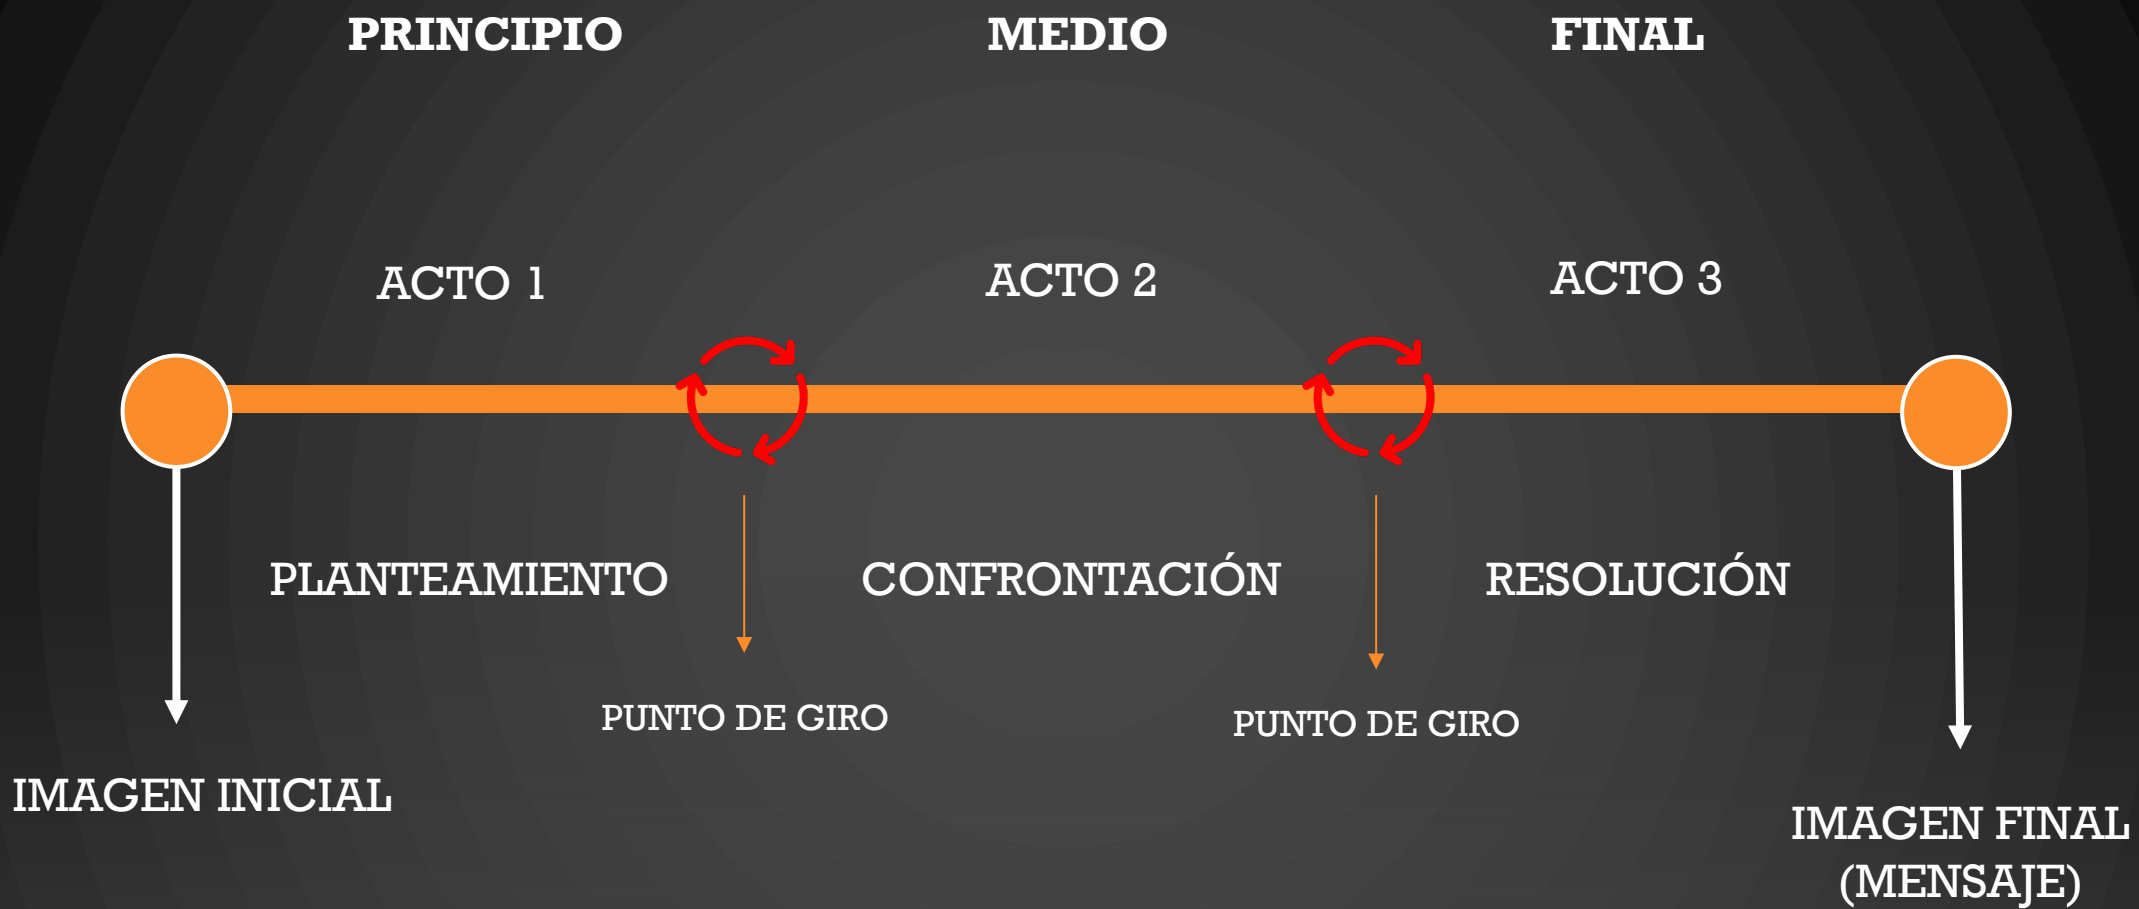 PRINCIPIO
MEDIO
FINAL
ACTO 1
ACTO 2
ACTO 3
PLANTEAMIENTO
CONFRONTACIÓN
RESOLUCIÓN
PUNTO DE GIRO
PUNTO DE GIRO
IMAGEN INICIAL
IMAGEN FINAL
(MENSAJE)